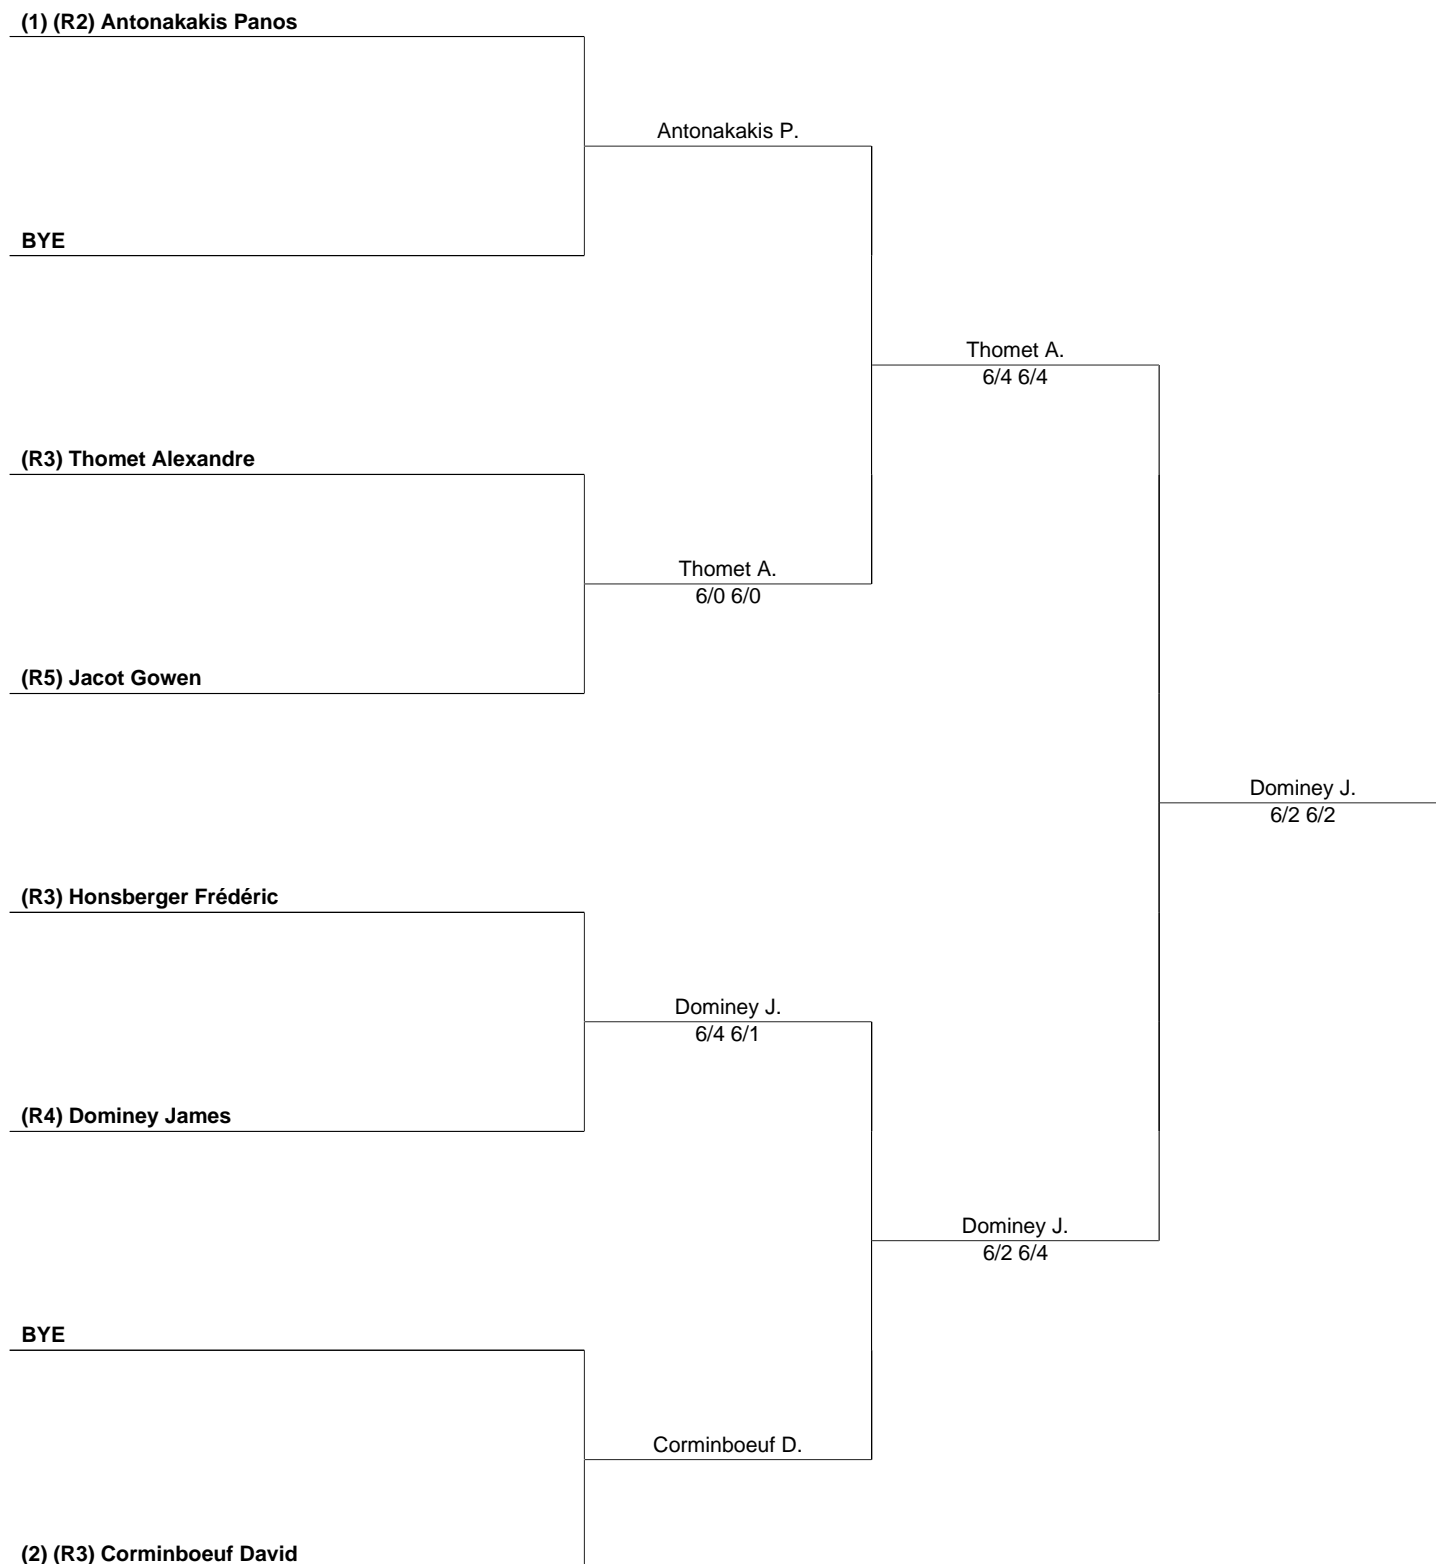 (1) (R2) Antonakakis Panos
Antonakakis P.
BYE
Thomet A.
6/4 6/4
(R3) Thomet Alexandre
Thomet A.
6/0 6/0
(R5) Jacot Gowen
Dominey J.
6/2 6/2
(R3) Honsberger Frédéric
Dominey J.
6/4 6/1
(R4) Dominey James
Dominey J.
6/2 6/4
BYE
Corminboeuf D.
(2) (R3) Corminboeuf David